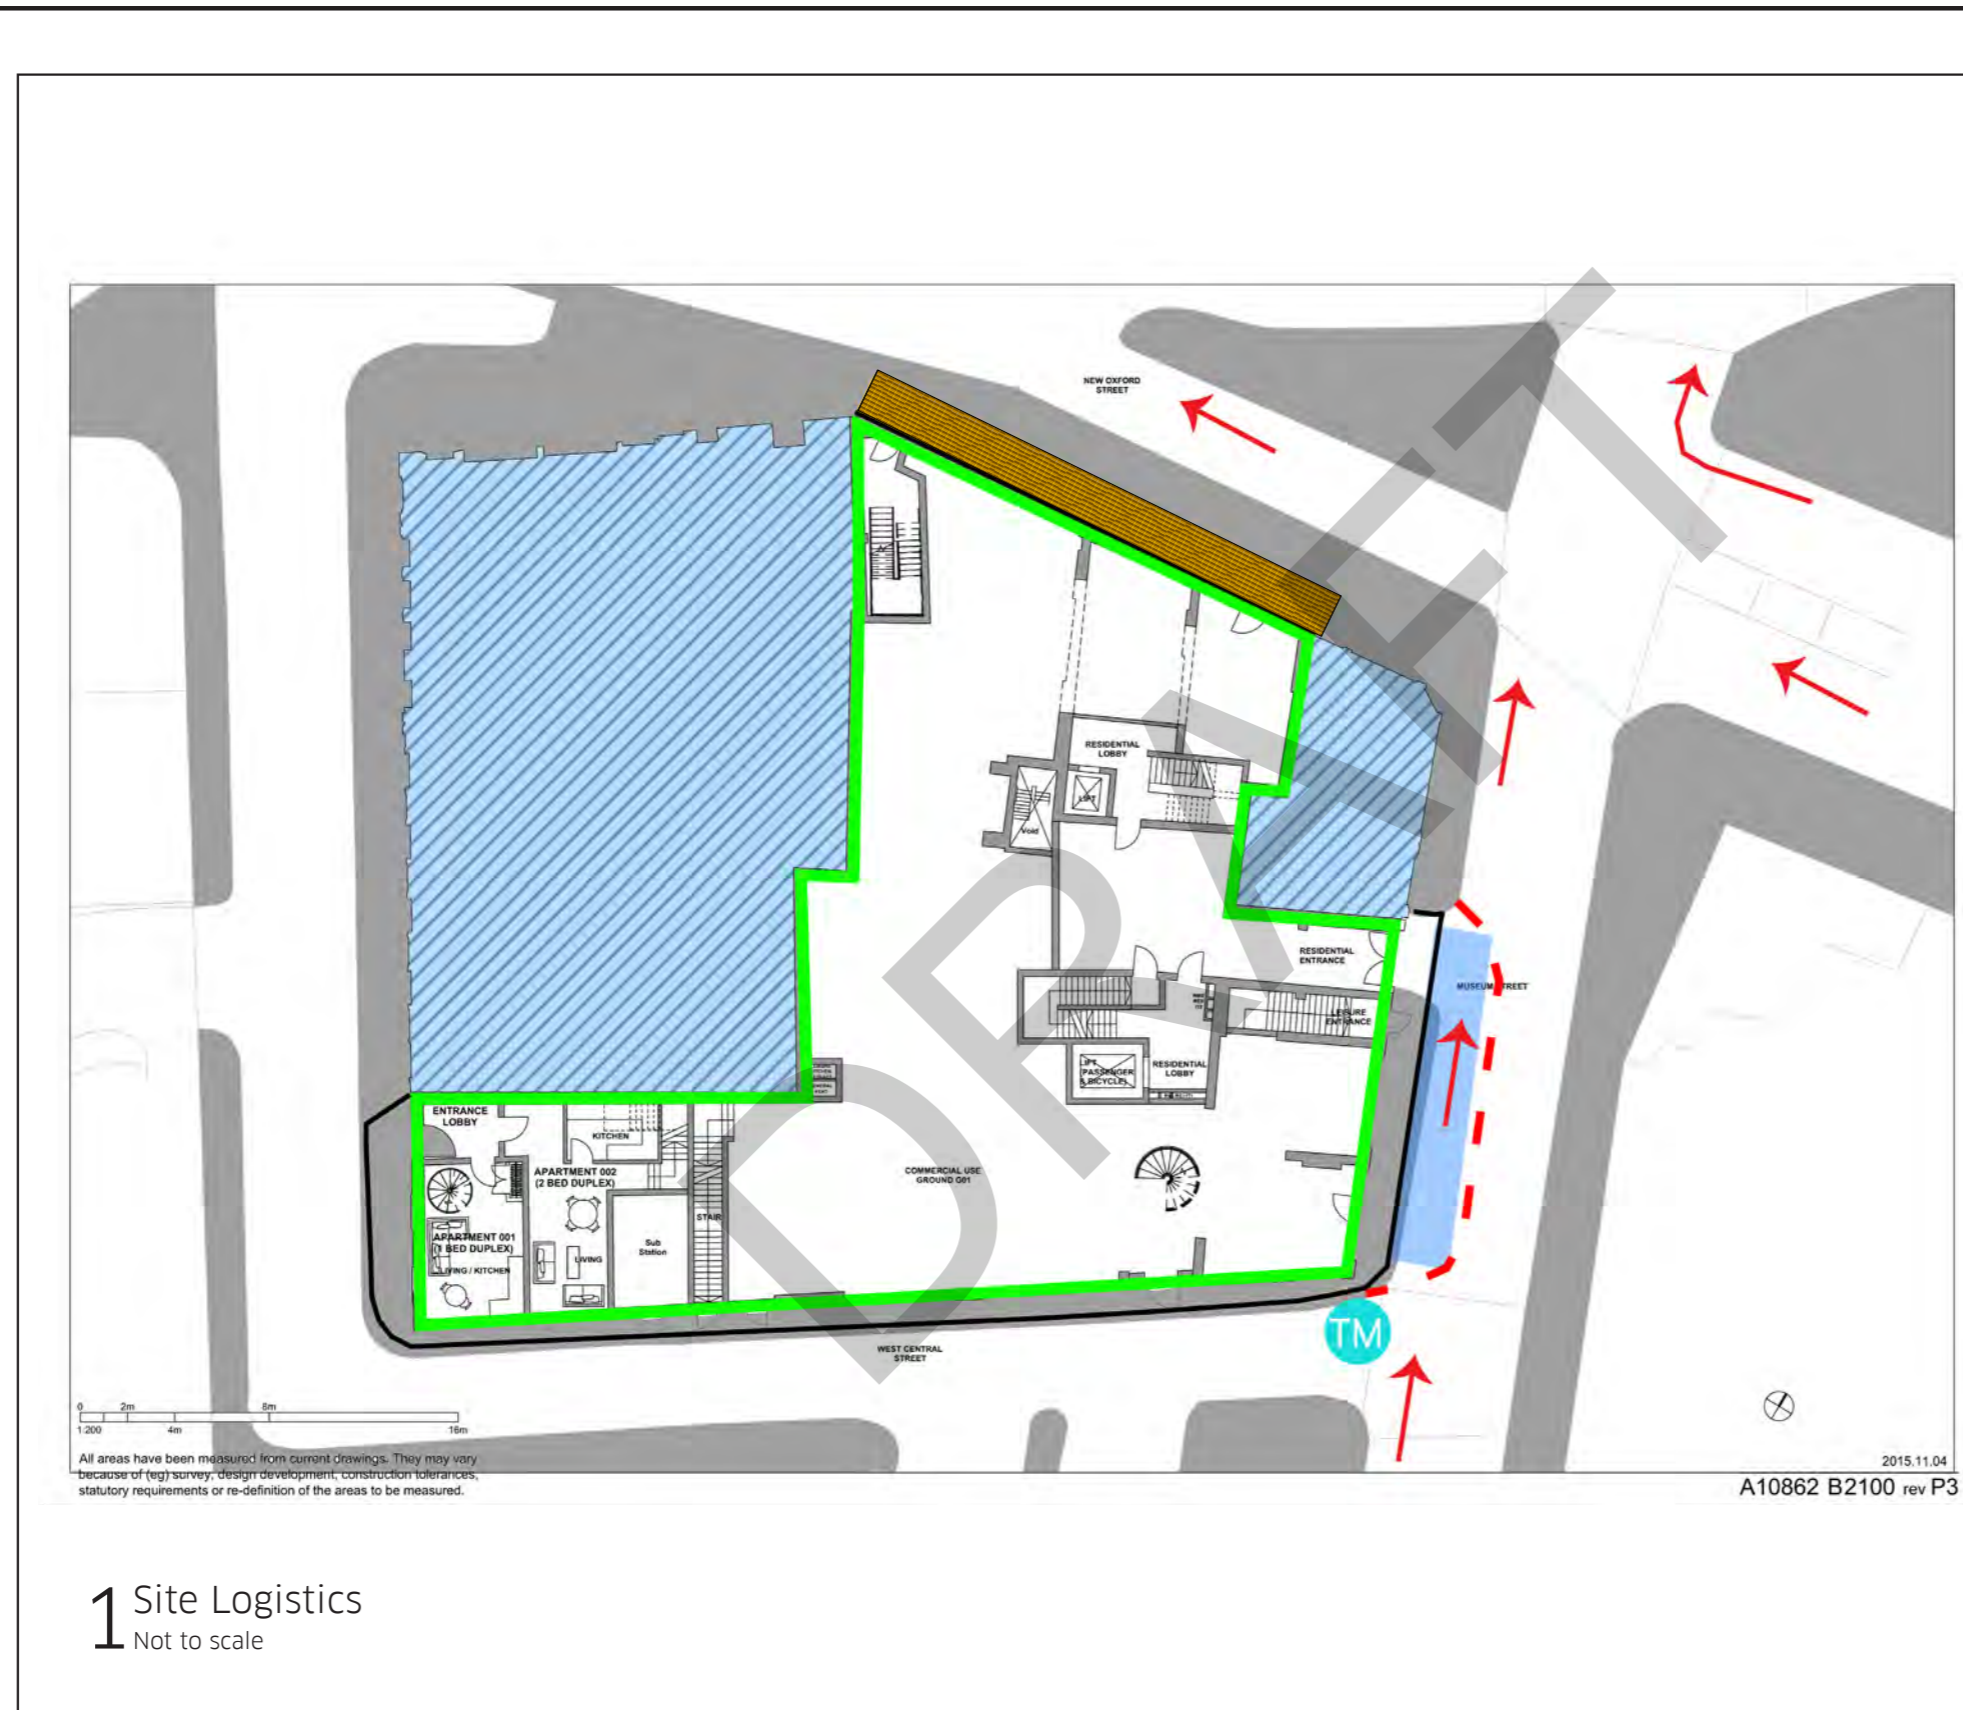 NEW OXFORD
STREET
RESIDENTIAL
LOBBY
LIFT
Void
RESIDENTIAL
ENTRANCE
MUSEUM STREET
LEISURE
ENTRANCE
LIFT
(PASSENGER
& BICYCLE)
RESIDENTIAL
LOBBY
ENTRANCE
LOBBY
KITCHEN
APARTMENT 002
(2 BED DUPLEX)
COMMERCIAL USE
GROUND G01
STAIR
APARTMENT 001
(1 BED DUPLEX)
Sub
Station
LIVING
LIVING / KITCHEN
TM
WEST CENTRAL
STREET
DRAFT
0 2m 8m
1:200 4m 16m
All areas have been measured from current drawings. They may vary
because of (eg) survey, design development, construction tolerances,
statutory requirements or re-definition of the areas to be measured.
2015.11.04
A10862 B2100 rev P3
1 Site Logistics
Not to scale